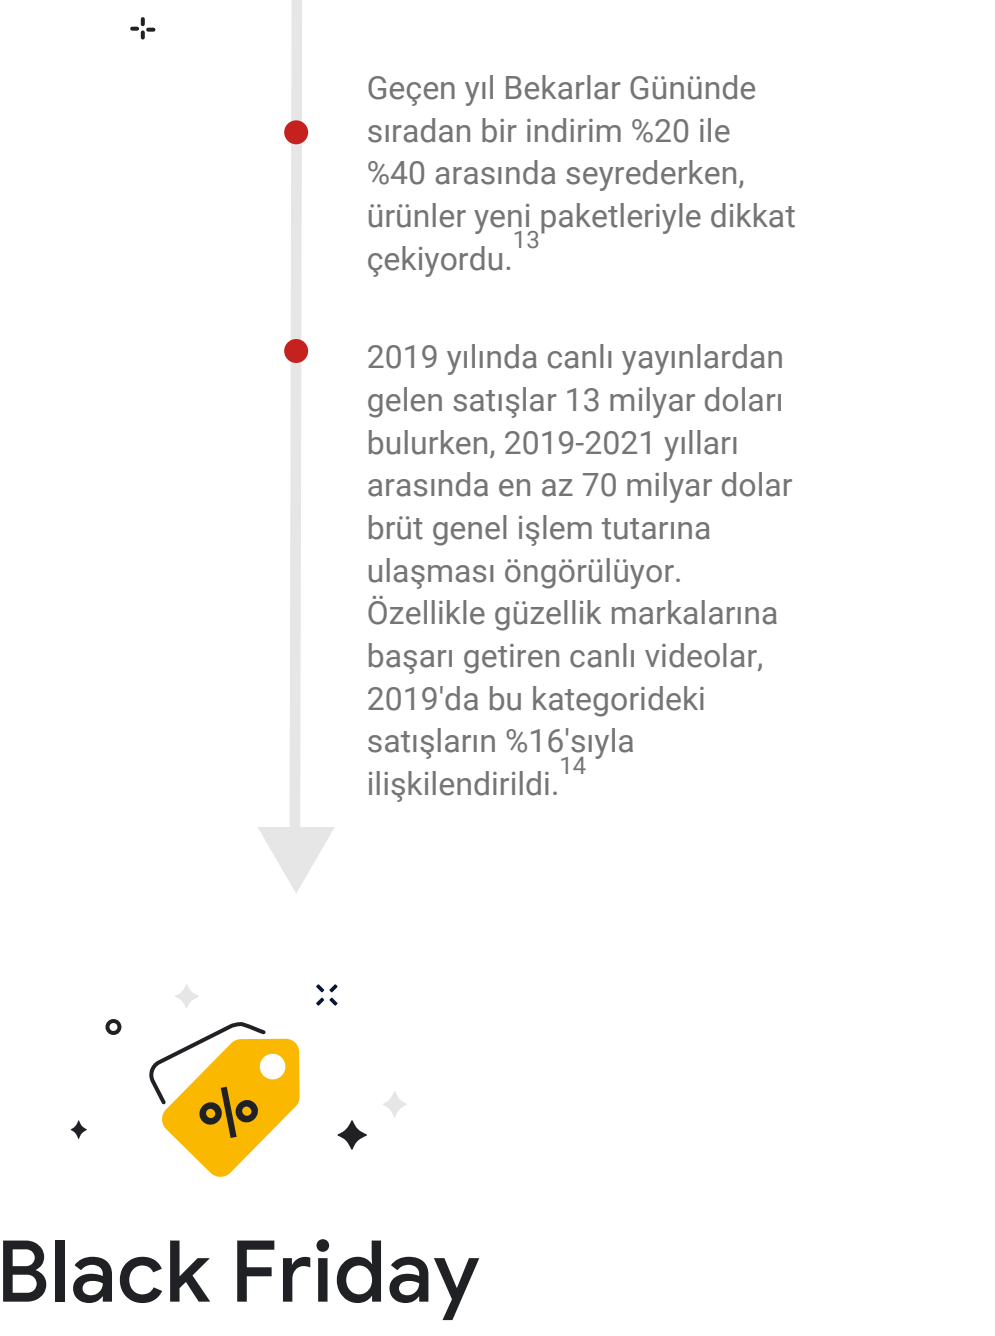 Geçen yıl Bekarlar Gününde
sıradan bir indirim %20 ile
%40 arasında seyrederken,
ürünler yeni paketleriyle dikkat
çekiyordu.13
2019 yılında canlı yayınlardan
gelen satışlar 13 milyar doları
bulurken, 2019-2021 yılları
arasında en az 70 milyar dolar
brüt genel işlem tutarına
ulaşması öngörülüyor.
Özellikle güzellik markalarına
başarı getiren canlı videolar,
2019'da bu kategorideki
satışların %16'sıyla
ilişkilendirildi.14
%
Black Friday